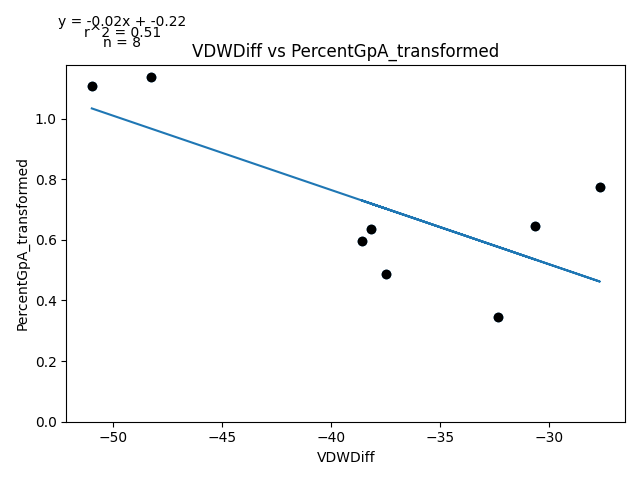 y = -0.02x + -0.22
r^2 = 0.51
n = 8
VDWDiff vs PercentGpA_transformed
PercentGpA_transformed
1.0
0.8
0.6
0.4
0.2
0.0
−50
−45
−40
−35
−30
VDWDiff